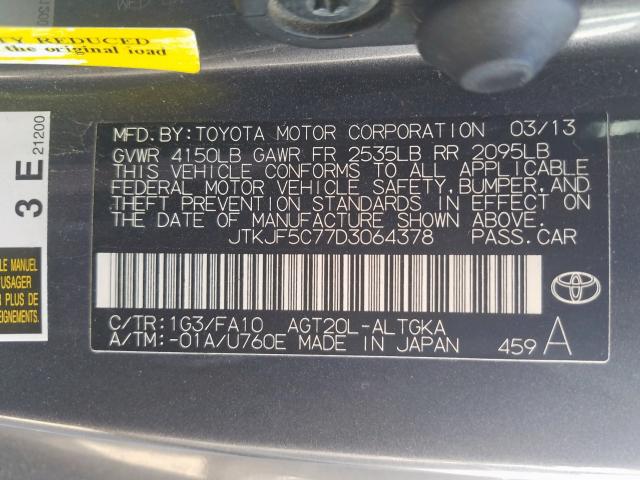 TY REDUCED
the original load
3 E
21200
LE MANUEL
USAGER
PLUS DE
EIGNEMENTS.
MFD. BY: TOYOTA MOTOR CORPORATION 03/13
GVWR 4150LB GAWR FR 2535LB RR 2095LB
THIS VEHICLE CONFORMS TO ALL APPLICABLE
FEDERAL MOTOR VEHICLE SAFETY, BUMPER, AND
THEFT PREVENTION STANDARDS IN EFFECT ON
THE DATE OF MANUFACTURE SHOWN ABOVE.
JTKJF5C77D3064378 PASS.CAR
C/TR: 1G3/FA10 AGT20L-ALTGKA
A/TM: -01A/U760E MADE IN JAPAN 459 A